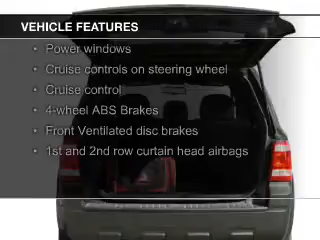 VEHICLE FEATURES
• Power windows
• Cruise controls on steering wheel
• Cruise control
• 4-wheel ABS Brakes
• Front Ventilated disc brakes
• 1st and 2nd row curtain head airbags